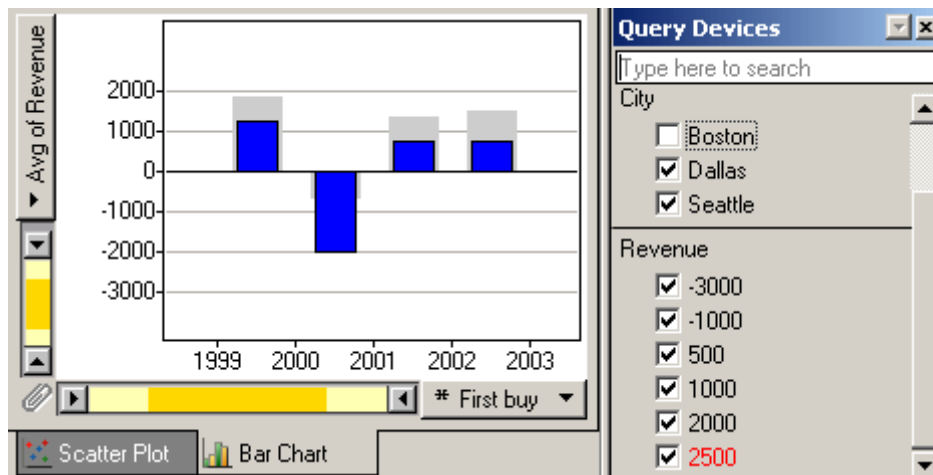 Avg of Revenue
2000
1000
0
-1000
-2000
-3000
1999 2000 2001 2002 2003
* First buy
Scatter Plot
Bar Chart
Query Devices
Type here to search
City
Boston
Dallas
Seattle
Revenue
-3000
-1000
500
1000
2000
2500